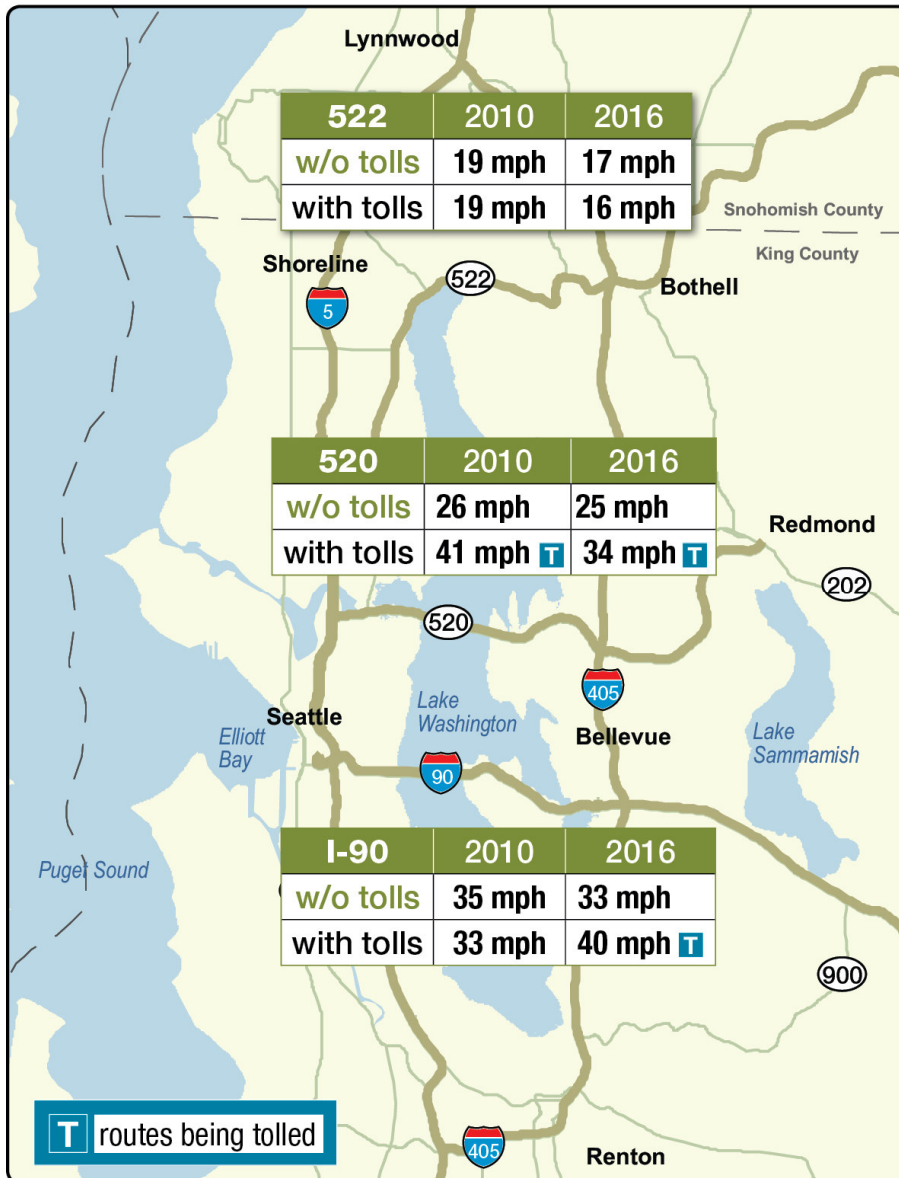 Lynnwood
522 2010 2016
w/o tolls 19 mph 17 mph
with tolls 19 mph 16 mph
Snohomish County
King County
Shoreline
522
Bothell
5
520 2010 2016
w/o tolls 26 mph 25 mph
with tolls 41 mph T 34 mph T
Redmond
202
520
405
Seattle
Lake
Washington
Elliott
Bay
Bellevue
Lake
Sammamish
90
I-90 2010 2016
w/o tolls 35 mph 33 mph
with tolls 33 mph 40 mph T
Puget Sound
900
T routes being tolled
405
Renton